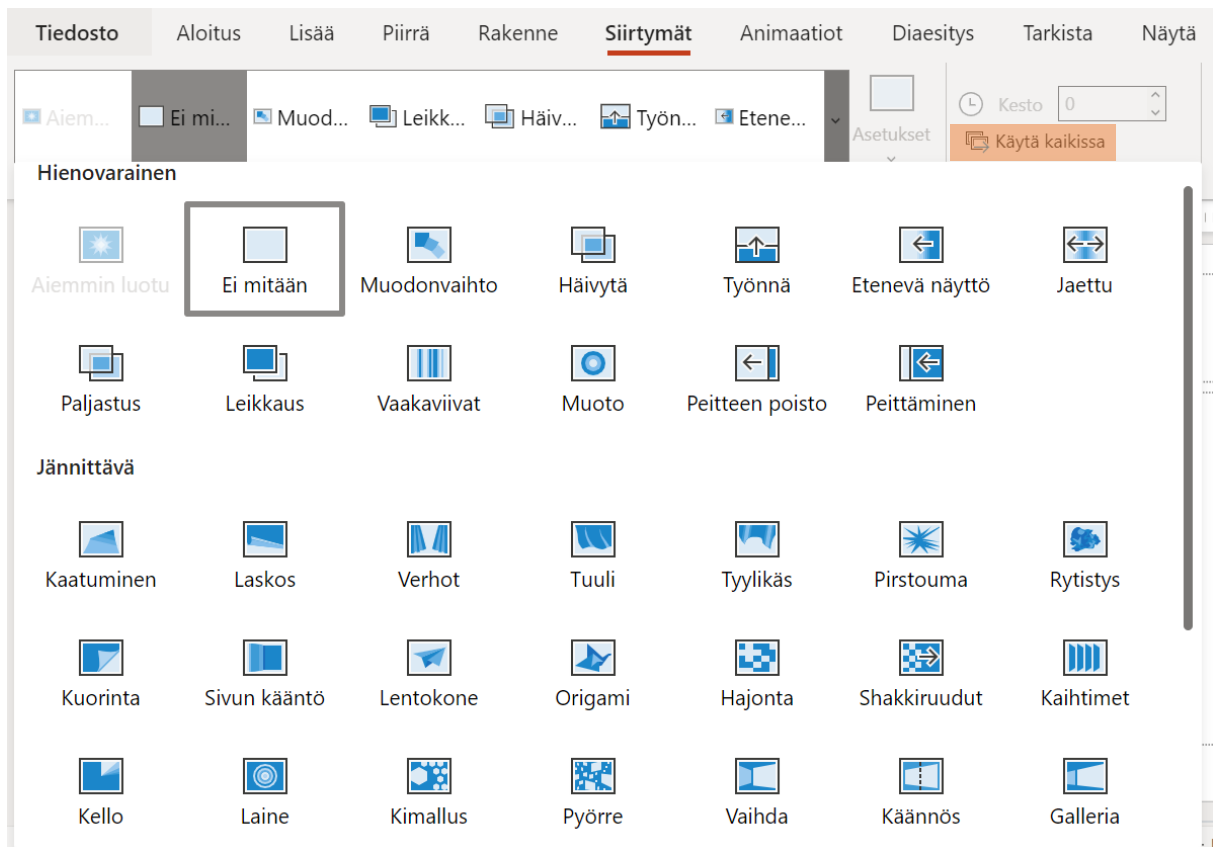 Tiedosto Aloitus Lisää Piirrä Rakenne Siirtymät Animaatiot Diaesitys Tarkista Näytä
Aiem... Ei mi... Muod... Leikk... Häiv... Työn... Etene... Asetukset Kesto 0
Käytä kaikissa
Hienovarainen
Aiemmin luotu Ei mitään Muodonvaihto Häivytä Työnnä Etenevä näyttö Jaettu
Paljastus Leikkaus Vaakaviivat Muoto Peitteen poisto Peittäminen
Jännittävä
Kaatuminen Laskos Verhot Tuuli Tyylikäs Pirstouma Rytistys
Kuorinta Sivun kääntö Lentokone Origami Hajonta Shakkiruudut Kaihtimet
Kello Laine Kimallus Pyörre Vaihda Käännös Galleria